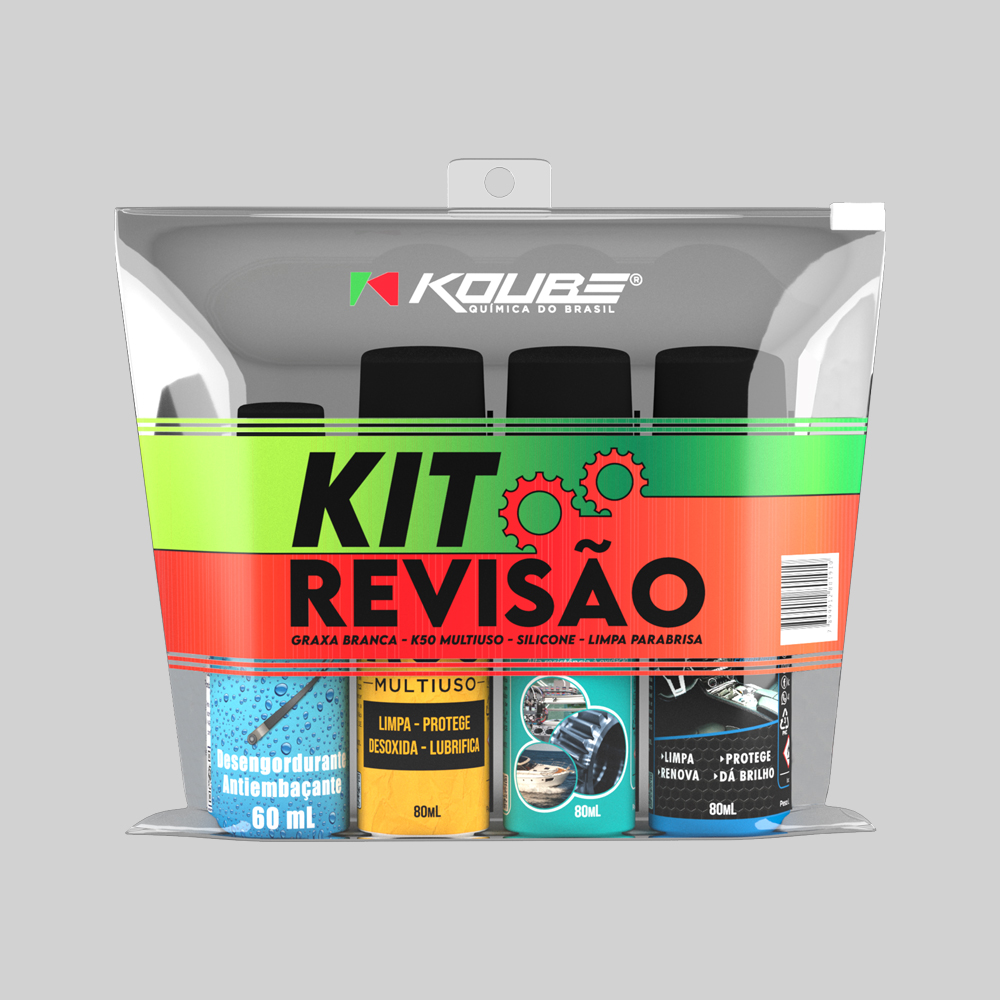 KOUBE®
QUÍMICA DO BRASIL
KIT
REVISÃO
GRAXA BRANCA - K50 MULTIUSO - SILICONE - LIMPA PARABRISA
Desengordurante
Antiembaçante
60 mL
MULTIUSO
LIMPA - PROTEGE
DESOXIDA - LUBRIFICA
80ML
80ML
LIMPA PROTEGE
RENOVA DÁ BRILHO
80ML